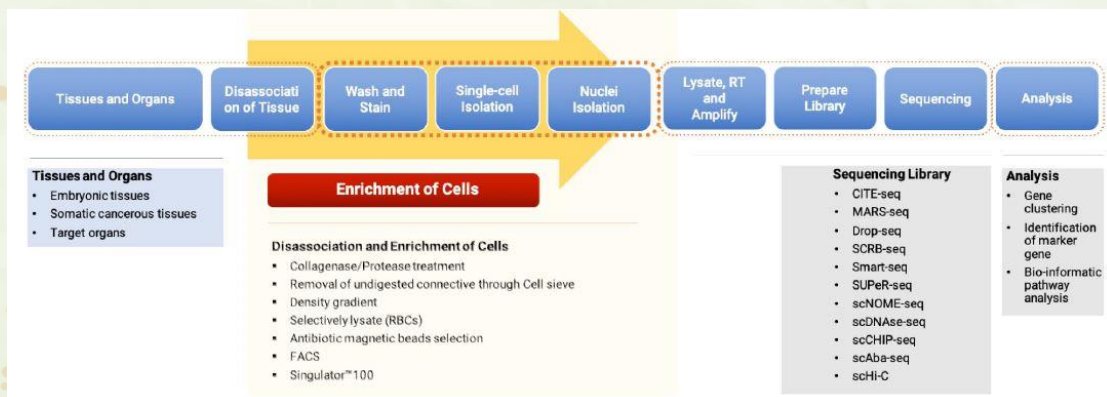 Tissues and Organs
Disassociati
on of Tissue
Wash and
Stain
Single-cell
Isolation
Nuclei
Isolation
Lysate, RT
and
Amplify
Prepare
Library
Sequencing
Analysis
Tissues and Organs
• Embryonic tissues
• Somatic cancerous tissues
• Target organs
Enrichment of Cells
Disassociation and Enrichment of Cells
▪ Collagenase/Protease treatment
▪ Removal of undigested connective through Cell sieve
▪ Density gradient
▪ Selectively lysate (RBCs)
▪ Antibiotic magnetic beads selection
▪ FACS
▪ Singulator™100
Sequencing Library
• CITE-seq
• MARS-seq
• Drop-seq
• SCRB-seq
• Smart-seq
• SUPeR-seq
• scNOME-seq
• scDNAse-seq
• scCHIP-seq
• scAba-seq
• scHi-C
Analysis
• Gene
clustering
• Identification
of marker
gene
• Bio-informatic
pathway
analysis